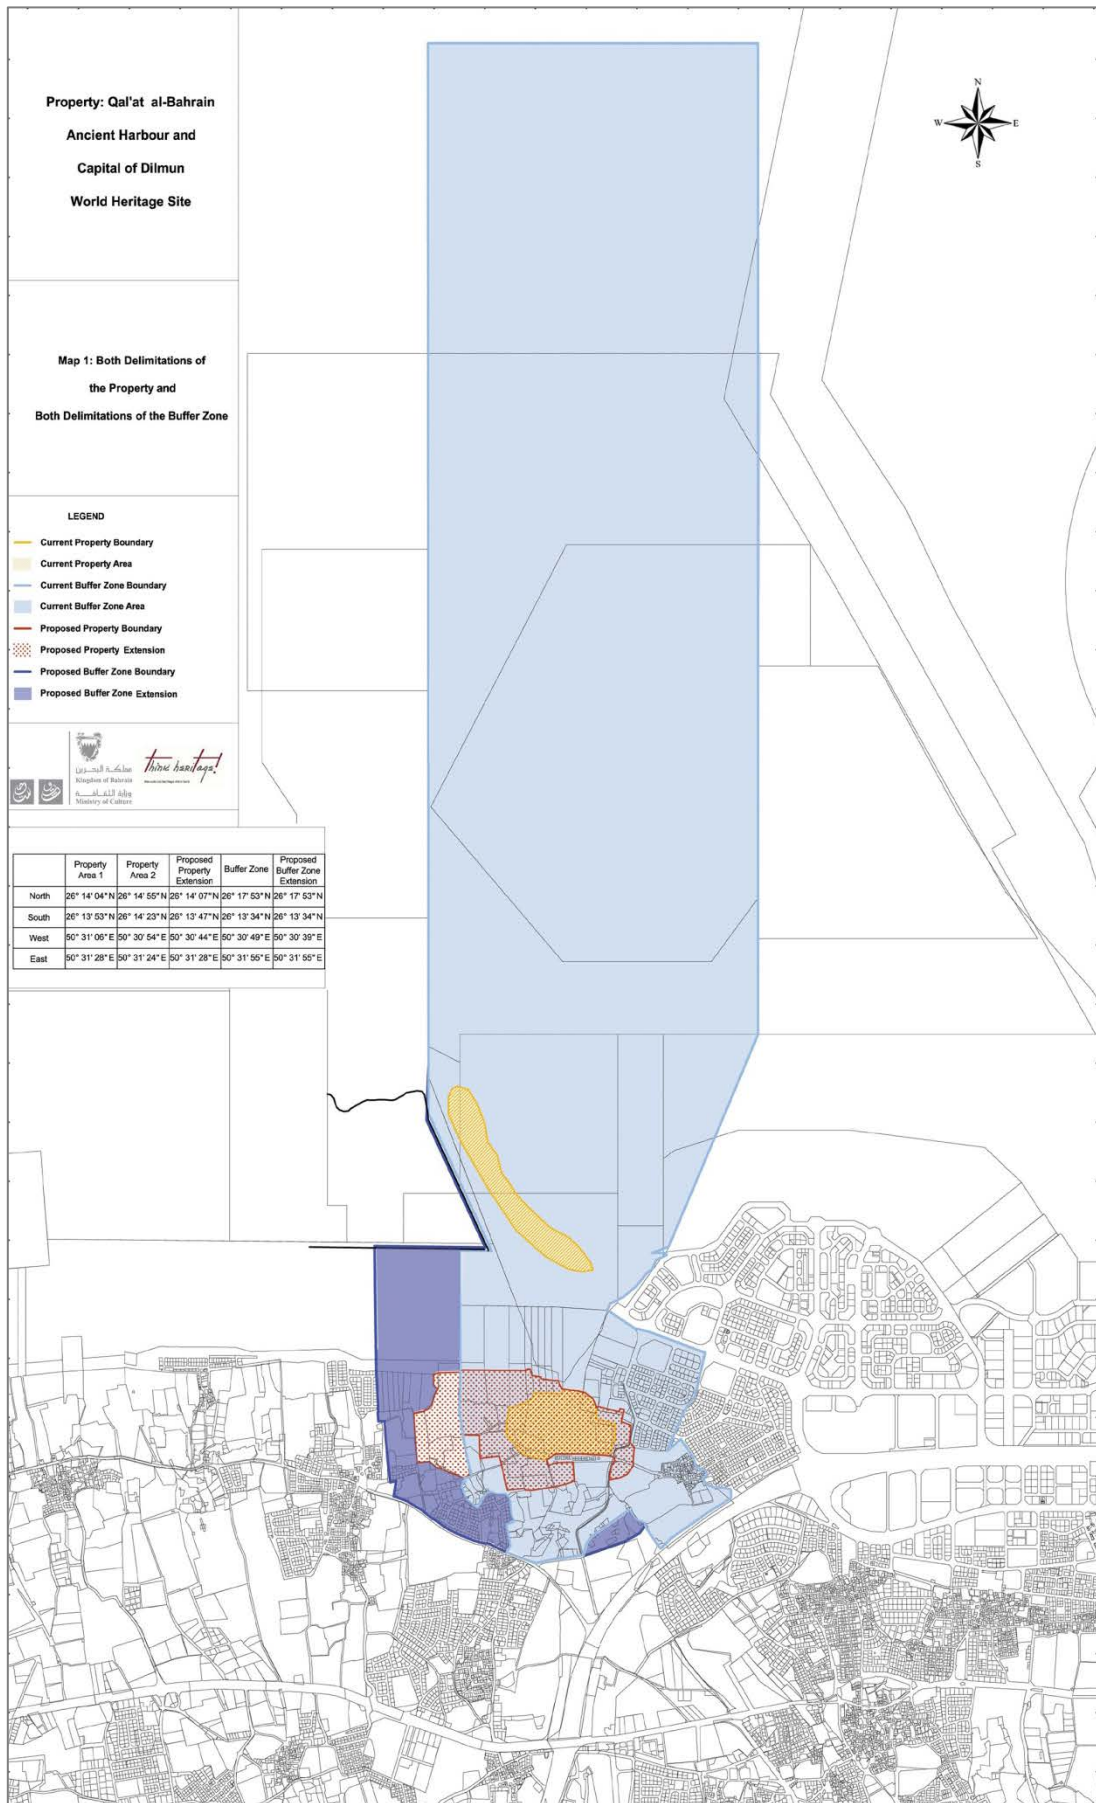 Property: Qal'at al-Bahrain
Ancient Harbour and
Capital of Dilmun
World Heritage Site
N
W E
S
Map 1: Both Delimitations of
the Property and
Both Delimitations of the Buffer Zone
LEGEND
Current Property Boundary
Current Property Area
Current Buffer Zone Boundary
Current Buffer Zone Area
Proposed Property Boundary
Proposed Property Extension
Proposed Buffer Zone Boundary
Proposed Buffer Zone Extension
مملكة البحرين
Kingdom of Bahrain
وزارة الثقافة
Ministry of Culture
think heritage!
Property Area 1 Property Area 2 Proposed Property Extension Buffer Zone Proposed Buffer Zone Extension
North 26° 14' 04"N 26° 14' 55"N 26° 14' 07"N 26° 17' 53"N 26° 17' 53"N
South 26° 13' 53"N 26° 14' 23"N 26° 13' 47"N 26° 13' 34"N 26° 13' 34"N
West 50° 31' 06"E 50° 30' 54"E 50° 30' 44"E 50° 30' 49"E 50° 30' 39"E
East 50° 31' 28"E 50° 31' 24"E 50° 31' 28"E 50° 31' 55"E 50° 31' 55"E